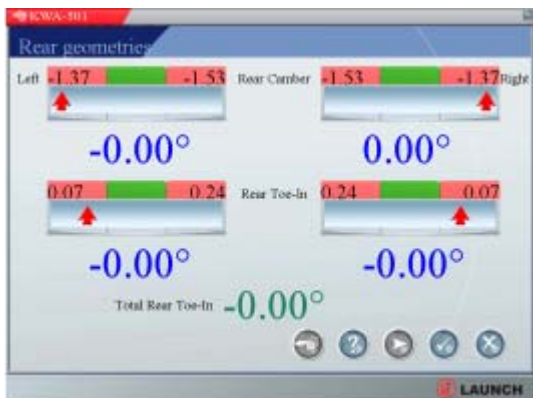 KWA-501
Rear geometries
Left -1.37 -1.53 Rear Camber -1.53 -1.37 Right
-0.00° 0.00°
0.07 0.24 Rear Toe-In 0.24 0.07
-0.00° -0.00°
Total Rear Toe-In -0.00°
LAUNCH